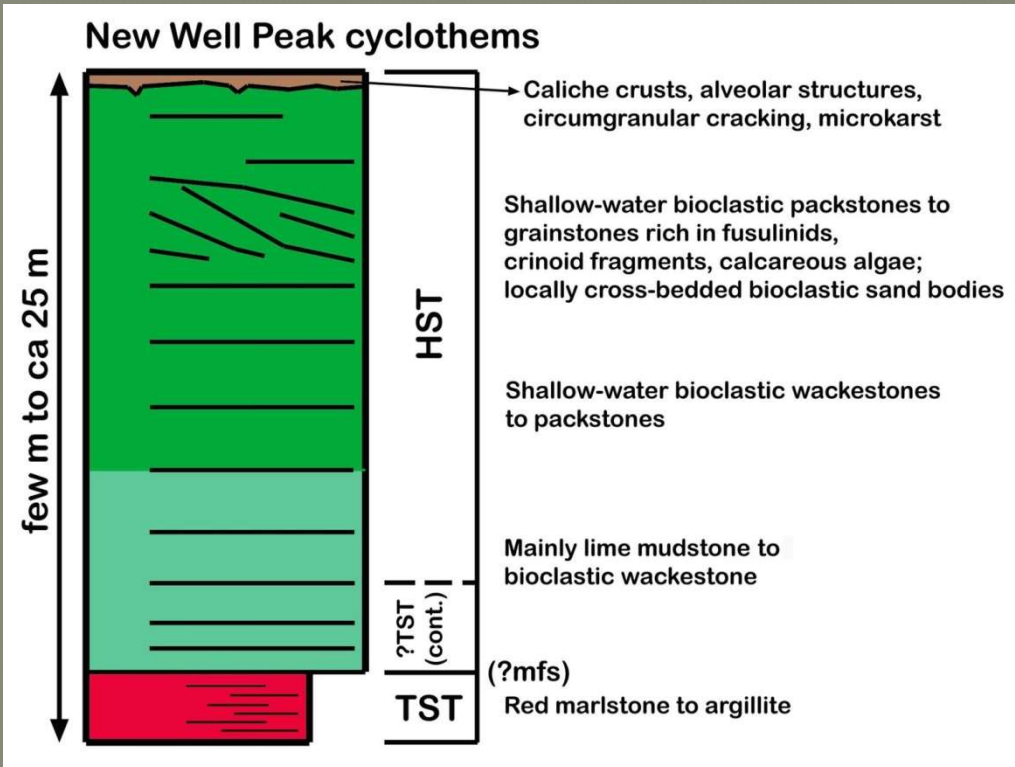 New Well Peak cyclothems
few m to ca 25 m
Caliche crusts, alveolar structures,
circumgranular cracking, microkarst
Shallow-water bioclastic packstones to
grainstones rich in fusulinids,
crinoid fragments, calcareous algae;
locally cross-bedded bioclastic sand bodies
HST
Shallow-water bioclastic wackestones
to packstones
Mainly lime mudstone to
bioclastic wackestone
?TST
(cont.)
(?mfs)
TST
Red marlstone to argillite